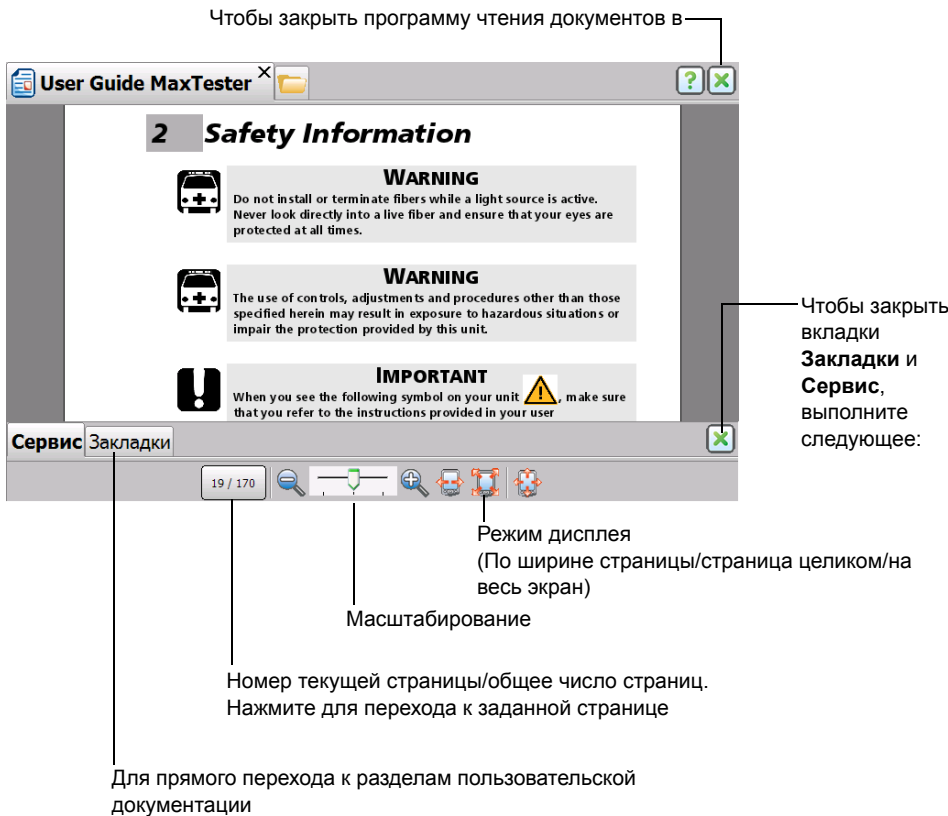 Чтобы закрыть программу чтения документов в
User Guide MaxTester
2 Safety Information
WARNING
Do not install or terminate fibers while a light source is active.
Never look directly into a live fiber and ensure that your eyes are
protected at all times.
WARNING
The use of controls, adjustments and procedures other than those
specified herein may result in exposure to hazardous situations or
impair the protection provided by this unit.
IMPORTANT
When you see the following symbol on your unit , make sure
that you refer to the instructions provided in your user
Чтобы закрыть
вкладки
Закладки и
Сервис,
выполните
следующее:
Сервис Закладки
19 / 170
Режим дисплея
(По ширине страницы/страница целиком/на
весь экран)
Масштабирование
Номер текущей страницы/общее число страниц.
Нажмите для перехода к заданной странице
Для прямого перехода к разделам пользовательской
документации